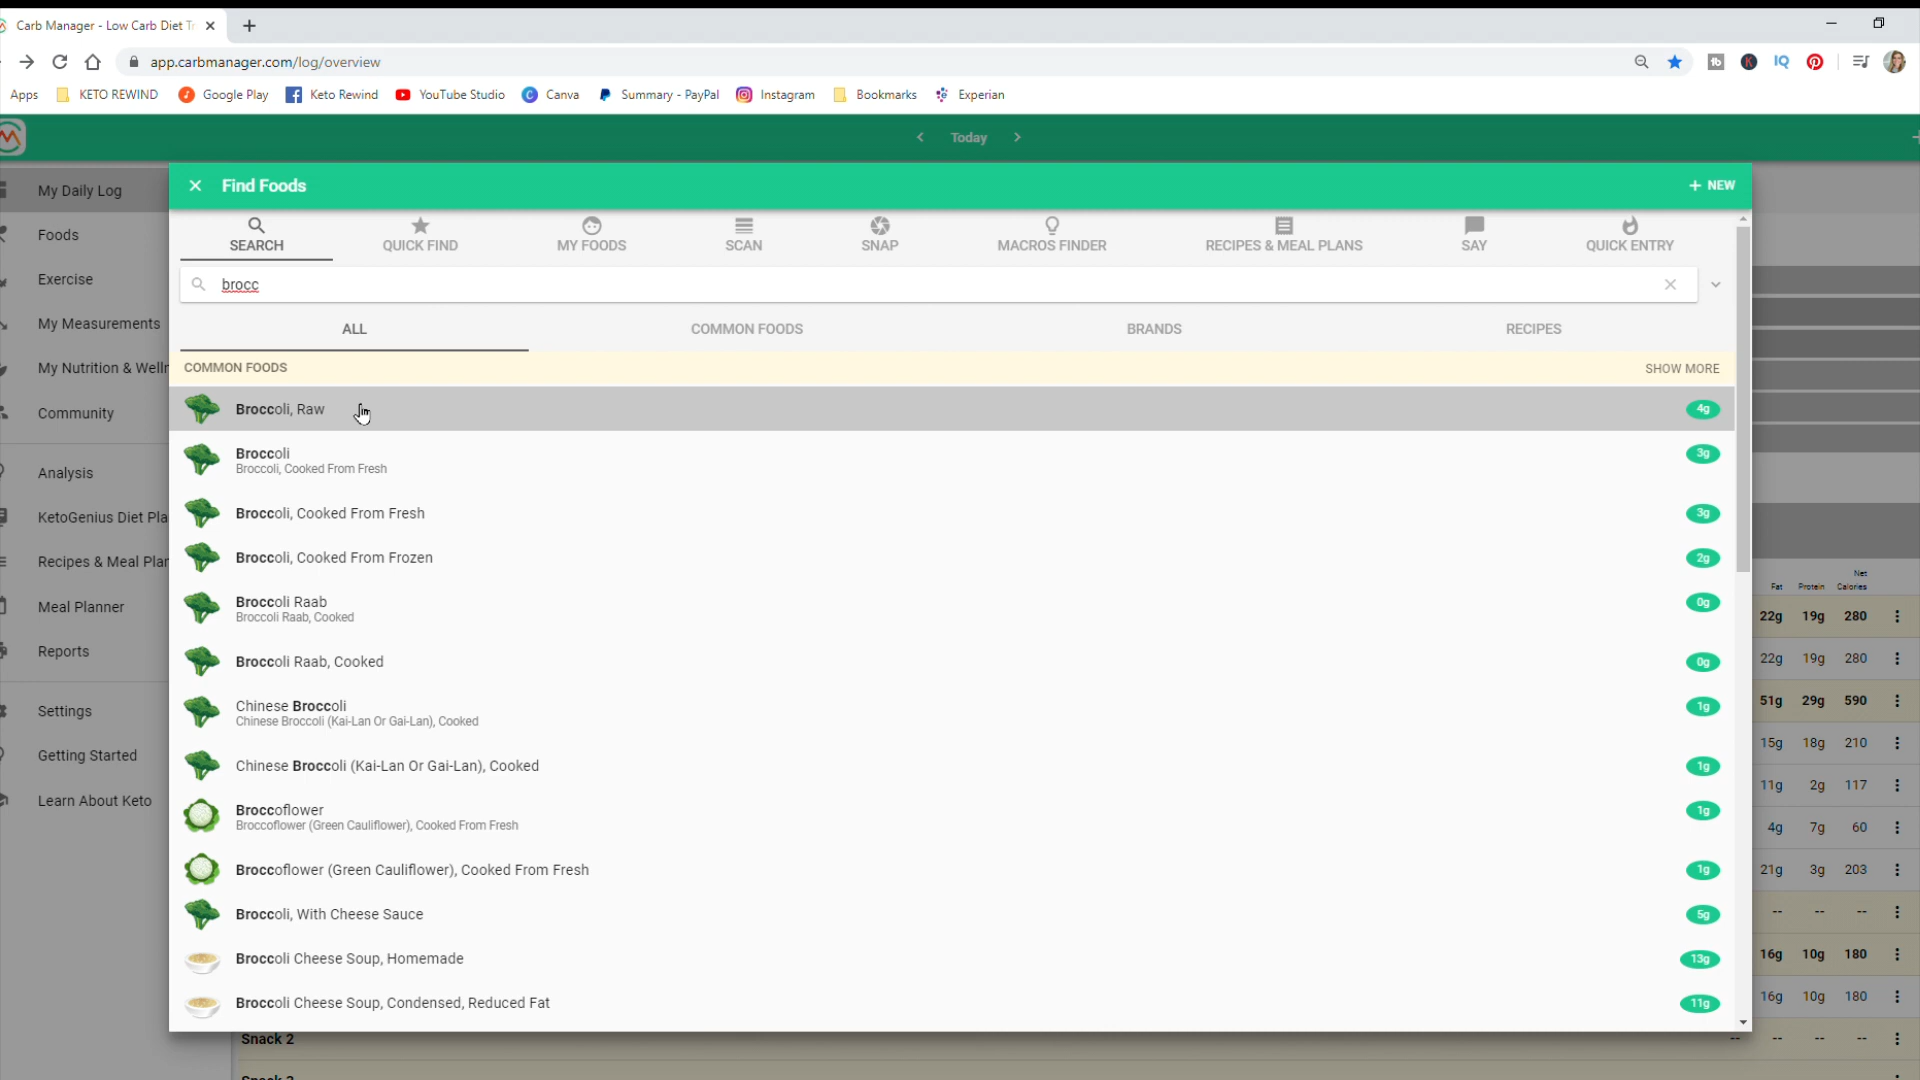 Carb Manager - Low Carb Diet Tr
app.carbmanager.com/log/overview
Apps KETO REWIND Google Play Keto Rewind YouTube Studio Canva Summary - PayPal Instagram Bookmarks Experian
Today
My Daily Log
Foods
Exercise
My Measurements
My Nutrition & Welln
Community
Analysis
KetoGenius Diet Pla
Recipes & Meal Plan
Meal Planner
Reports
Settings
Getting Started
Learn About Keto
Find Foods
NEW
SEARCH QUICK FIND MY FOODS SCAN SNAP MACROS FINDER RECIPES & MEAL PLANS SAY QUICK ENTRY
brocc
ALL COMMON FOODS BRANDS RECIPES
COMMON FOODS SHOW MORE
Broccoli, Raw 4g
Broccoli 3g
Broccoli, Cooked From Fresh
Broccoli, Cooked From Fresh 3g
Broccoli, Cooked From Frozen 2g
Broccoli Raab 0g
Broccoli Raab, Cooked
Broccoli Raab, Cooked 0g
Chinese Broccoli 1g
Chinese Broccoli (Kai-Lan Or Gai-Lan), Cooked
Chinese Broccoli (Kai-Lan Or Gai-Lan), Cooked 1g
Broccoflower 1g
Broccoflower (Green Cauliflower), Cooked From Fresh
Broccoflower (Green Cauliflower), Cooked From Fresh 1g
Broccoli, With Cheese Sauce 5g
Broccoli Cheese Soup, Homemade 13g
Broccoli Cheese Soup, Condensed, Reduced Fat 11g
Fat Protein Net Calories
22g 19g 280
22g 19g 280
51g 29g 590
15g 18g 210
11g 2g 117
4g 7g 60
21g 3g 203
-- -- --
16g 10g 180
16g 10g 180
Snack 2 -- -- -- --
Snack 3